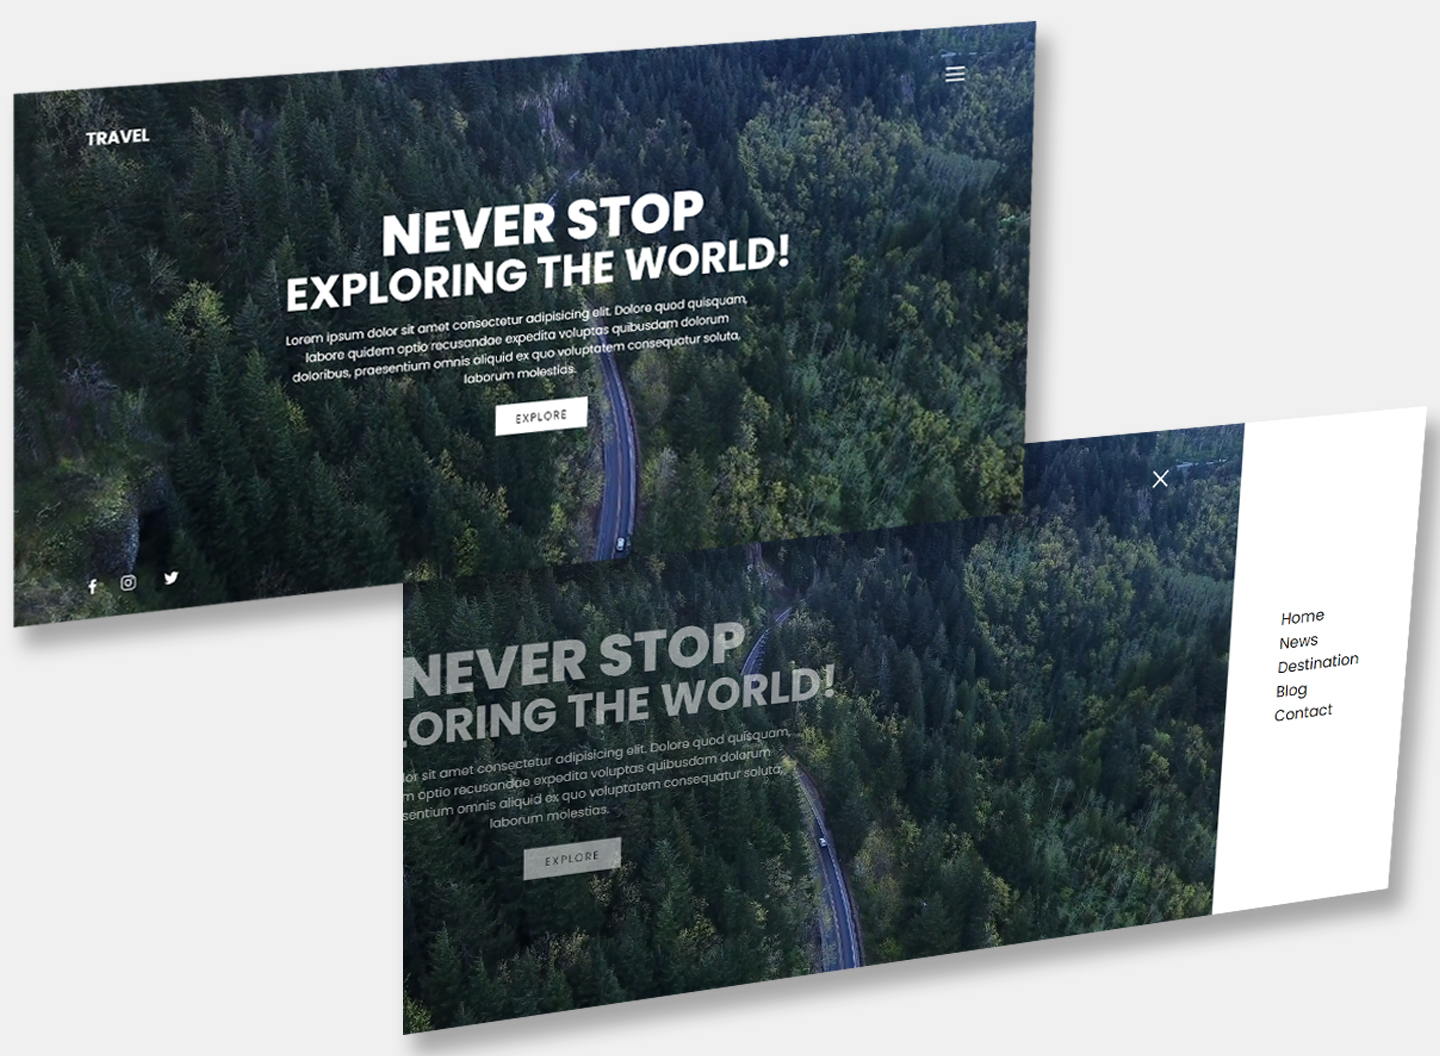 TRAVEL
NEVER STOP
EXPLORING THE WORLD!
Lorem ipsum dolor sit amet consectetur adipisicing elit. Dolore quod quisquam,
labore quidem optio recusandae expedita voluptas quibusdam dolorum
doloribus, praesentium omnis aliquid ex quo voluptatem consequatur soluta,
laborum molestias.
EXPLORE
NEVER STOP
LORING THE WORLD!
lor sit amet consectetur adipisicing elit. Dolore quod quisquam,
m optio recusandae expedita voluptas quibusdam dolorum
sentium omnis aliquid ex quo voluptatem consequatur soluta,
laborum molestias.
EXPLORE
Home
News
Destination
Blog
Contact